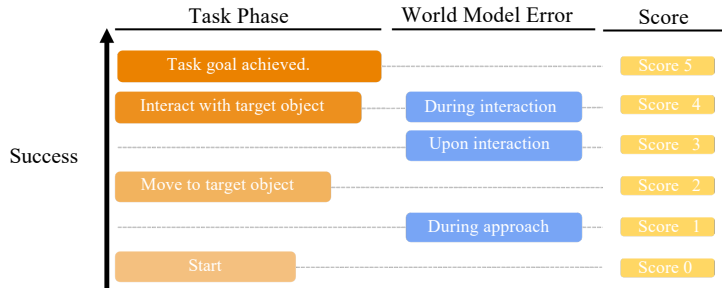 Task Phase World Model Error Score
Task goal achieved. Score 5
Interact with target object During interaction Score 4
Upon interaction Score 3
Success
Move to target object Score 2
During approach Score 1
Start Score 0